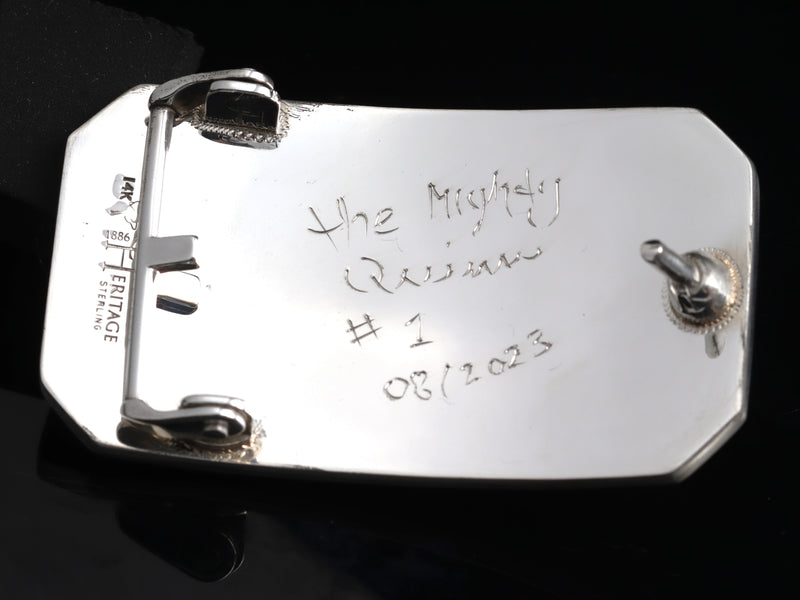 the Mighty
Quinn
# 1
08/2023
14K
1886
HERITAGE
STERLING